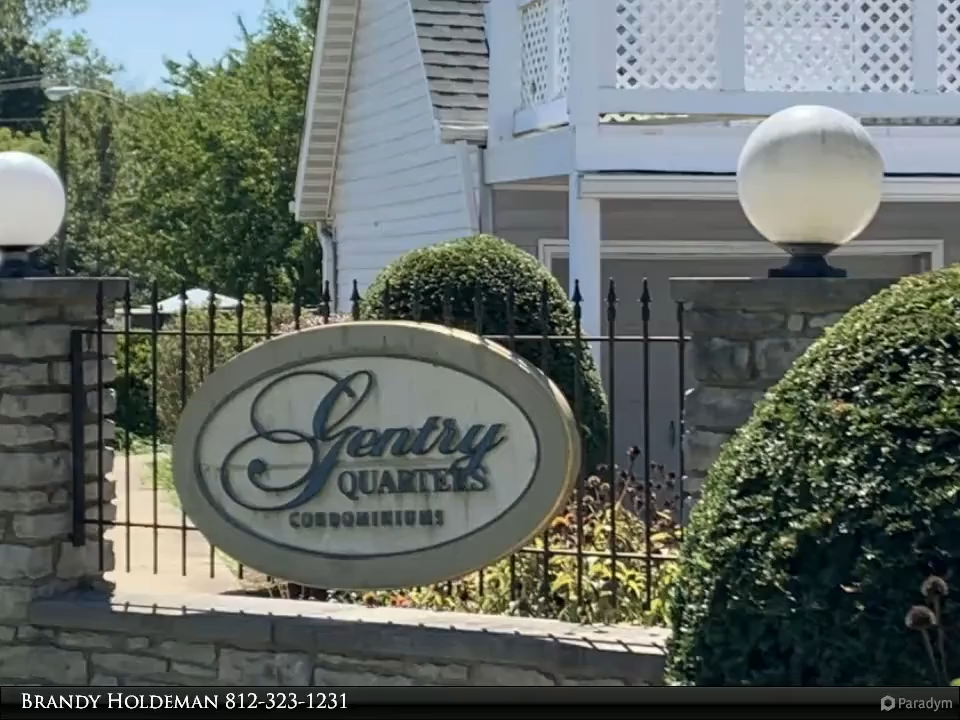 Gentry
QUARTERS
CONDOMINIUMS
BRANDY HOLDEMAN 812-323-1231
Paradym